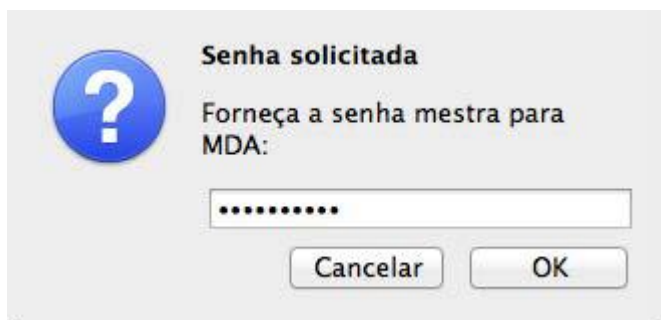 Senha solicitada
Forneça a senha mestra para
MDA:
••••••••••
Cancelar
OK